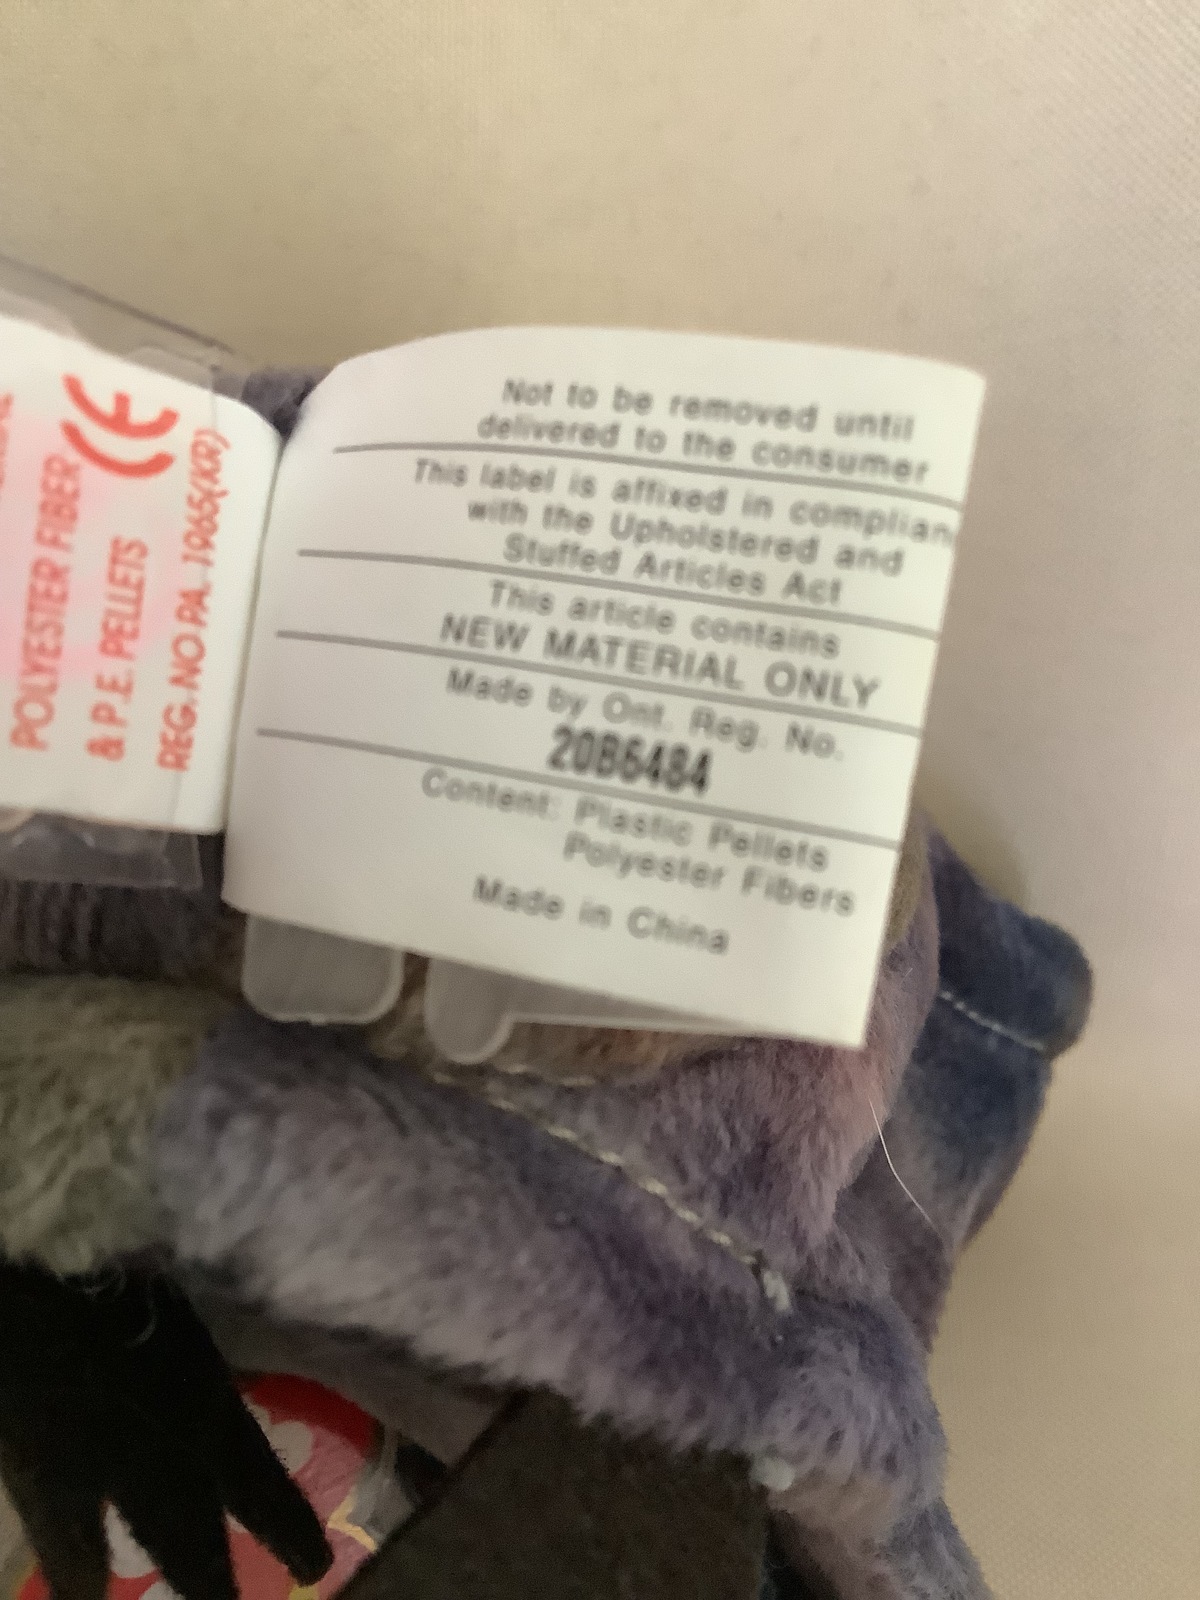 POLYESTER FIBER
& P.E. PELLETS CE
REG. NO PA. 1965(KR)
Not to be removed until
delivered to the consumer
This label is affixed in complian
with the Upholstered and
Stuffed Articles Act
This article contains
NEW MATERIAL ONLY
Made by Ont. Reg. No.
20B6484
Content: Plastic Pellets
Polyester Fibers
Made in China